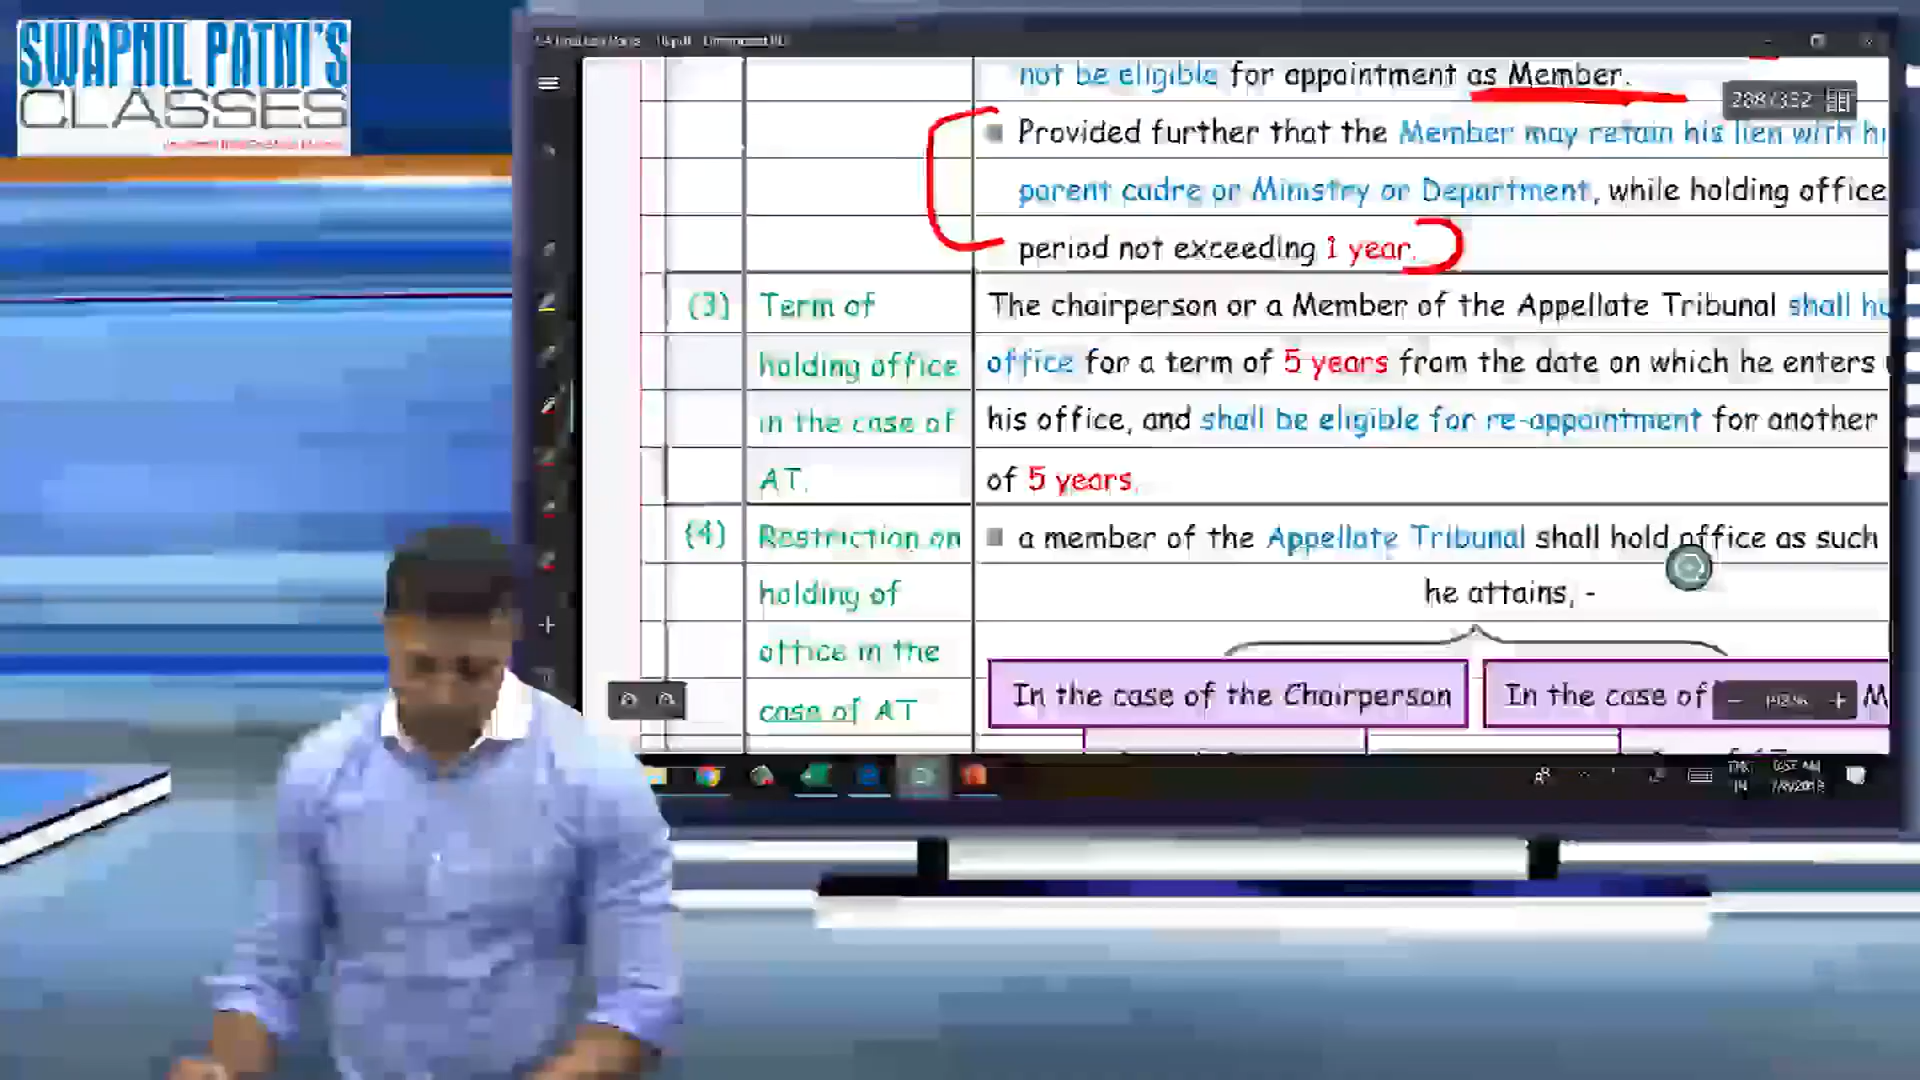 SWAPNIL PATNI'S
CLASSES
not be eligible for appointment as Member.
288/332
Provided further that the Member may retain his lien with hi
parent cadre or Ministry or Department, while holding office
period not exceeding 1 year.
(3) Term of
holding office
in the case of
AT.
The chairperson or a Member of the Appellate Tribunal shall ho
office for a term of 5 years from the date on which he enters
his office, and shall be eligible for re-appointment for another
of 5 years.
(4) Restriction on
holding of
office in the
case of AT
a member of the Appellate Tribunal shall hold office as such
he attains, -
In the case of the Chairperson
In the case of
M